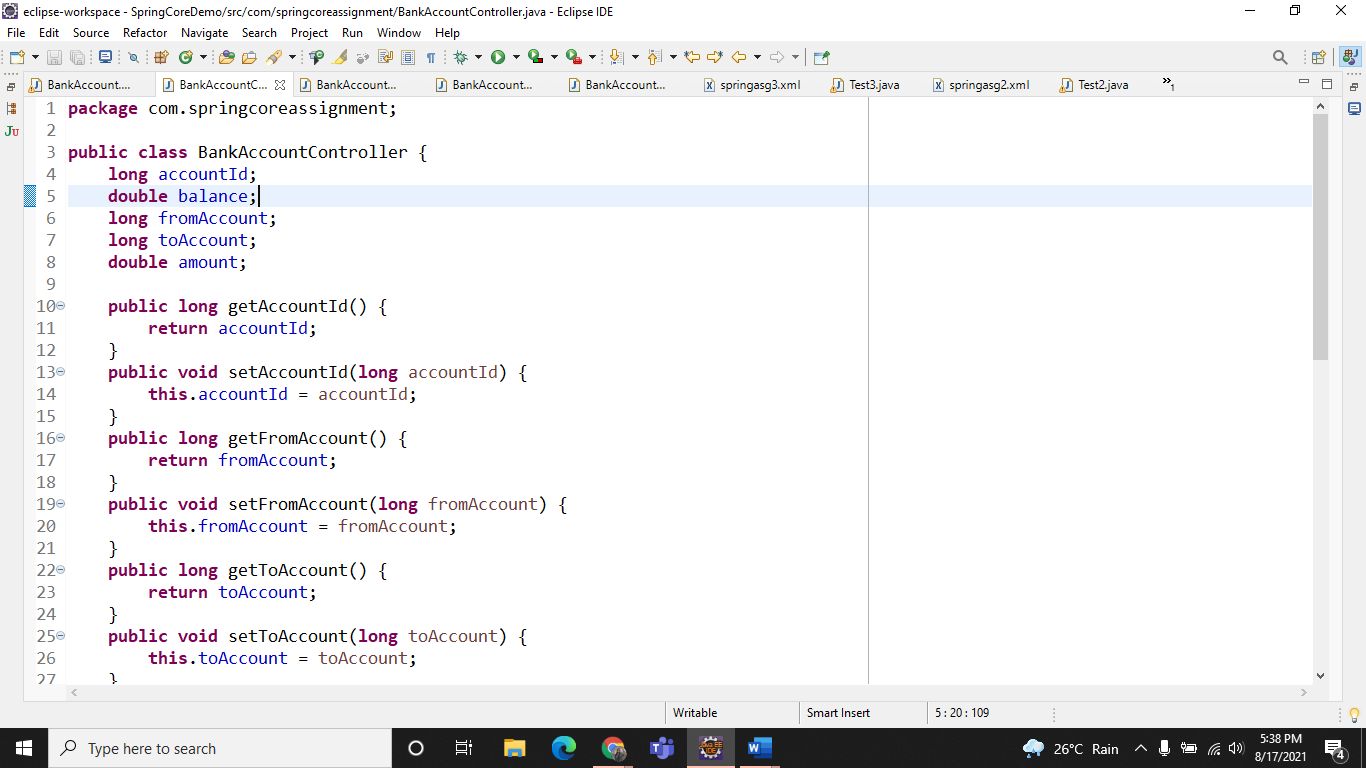 eclipse-workspace - SpringCoreDemo/src/com/springcoreassignment/BankAccountController.java - Eclipse IDE
File Edit Source Refactor Navigate Search Project Run Window Help
BankAccount.... BankAccountC... BankAccount... BankAccount... BankAccount... springasg3.xml Test3.java springasg2.xml Test2.java »1
1 package com.springcoreassignment;
2
3 public class BankAccountController {
4 long accountId;
5 double balance;
6 long fromAccount;
7 long toAccount;
8 double amount;
9
10 public long getAccountId() {
11 return accountId;
12 }
13 public void setAccountId(long accountId) {
14 this.accountId = accountId;
15 }
16 public long getFromAccount() {
17 return fromAccount;
18 }
19 public void setFromAccount(long fromAccount) {
20 this.fromAccount = fromAccount;
21 }
22 public long getToAccount() {
23 return toAccount;
24 }
25 public void setToAccount(long toAccount) {
26 this.toAccount = toAccount;
27 }
Writable Smart Insert 5 : 20 : 109
Type here to search 26°C Rain 5:38 PM
8/17/2021 4